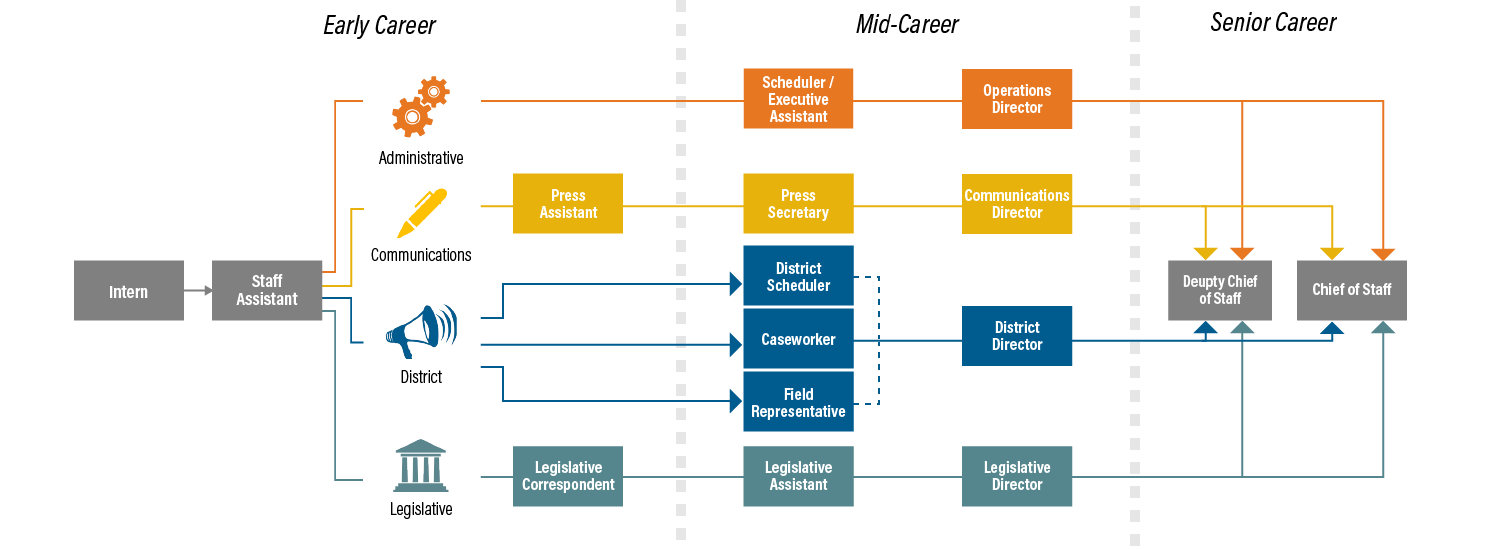 Early Career
Mid-Career
Senior Career
Administrative
Scheduler /
Executive
Assistant
Operations
Director
Communications
Press
Assistant
Press
Secretary
Communications
Director
Intern
Staff
Assistant
District
District
Scheduler
Caseworker
Field
Representative
District
Director
Deupty Chief
of Staff
Chief of Staff
Legislative
Legislative
Correspondent
Legislative
Assistant
Legislative
Director